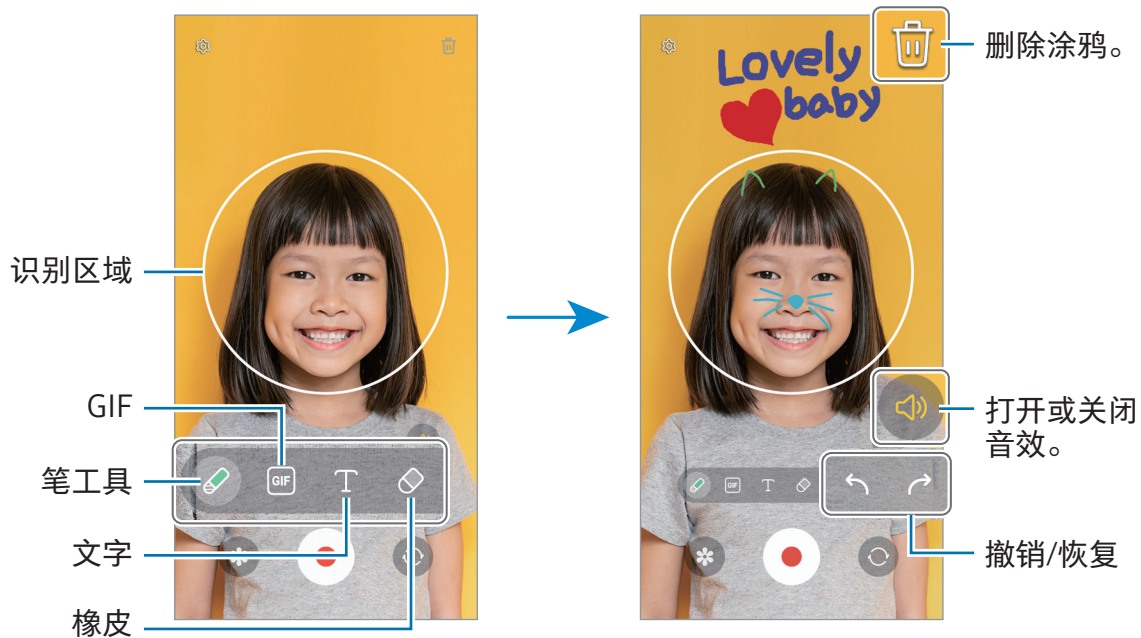 识别区域
GIF
笔工具
文字
橡皮
GIF
Lovely
baby
GIF
删除涂鸦。
打开或关闭
音效。
撤销/恢复